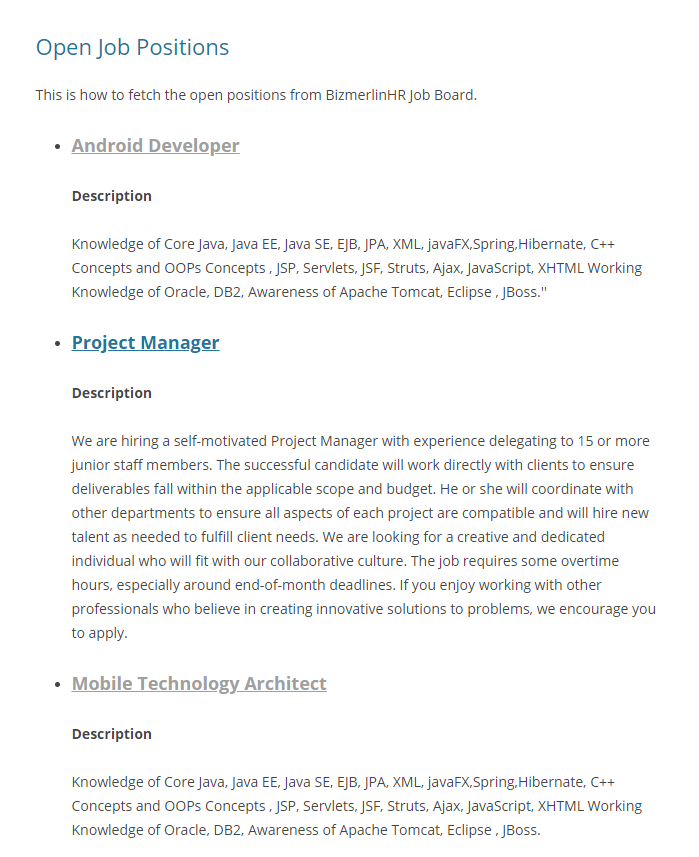 Open Job Positions
This is how to fetch the open positions from BizmerlinHR Job Board.
• Android Developer
Description
Knowledge of Core Java, Java EE, Java SE, EJB, JPA, XML, javaFX,Spring,Hibernate, C++
Concepts and OOPs Concepts , JSP, Servlets, JSF, Struts, Ajax, JavaScript, XHTML Working
Knowledge of Oracle, DB2, Awareness of Apache Tomcat, Eclipse , JBoss."
• Project Manager
Description
We are hiring a self-motivated Project Manager with experience delegating to 15 or more
junior staff members. The successful candidate will work directly with clients to ensure
deliverables fall within the applicable scope and budget. He or she will coordinate with
other departments to ensure all aspects of each project are compatible and will hire new
talent as needed to fulfill client needs. We are looking for a creative and dedicated
individual who will fit with our collaborative culture. The job requires some overtime
hours, especially around end-of-month deadlines. If you enjoy working with other
professionals who believe in creating innovative solutions to problems, we encourage you
to apply.
• Mobile Technology Architect
Description
Knowledge of Core Java, Java EE, Java SE, EJB, JPA, XML, javaFX,Spring,Hibernate, C++
Concepts and OOPs Concepts , JSP, Servlets, JSF, Struts, Ajax, JavaScript, XHTML Working
Knowledge of Oracle, DB2, Awareness of Apache Tomcat, Eclipse , JBoss.